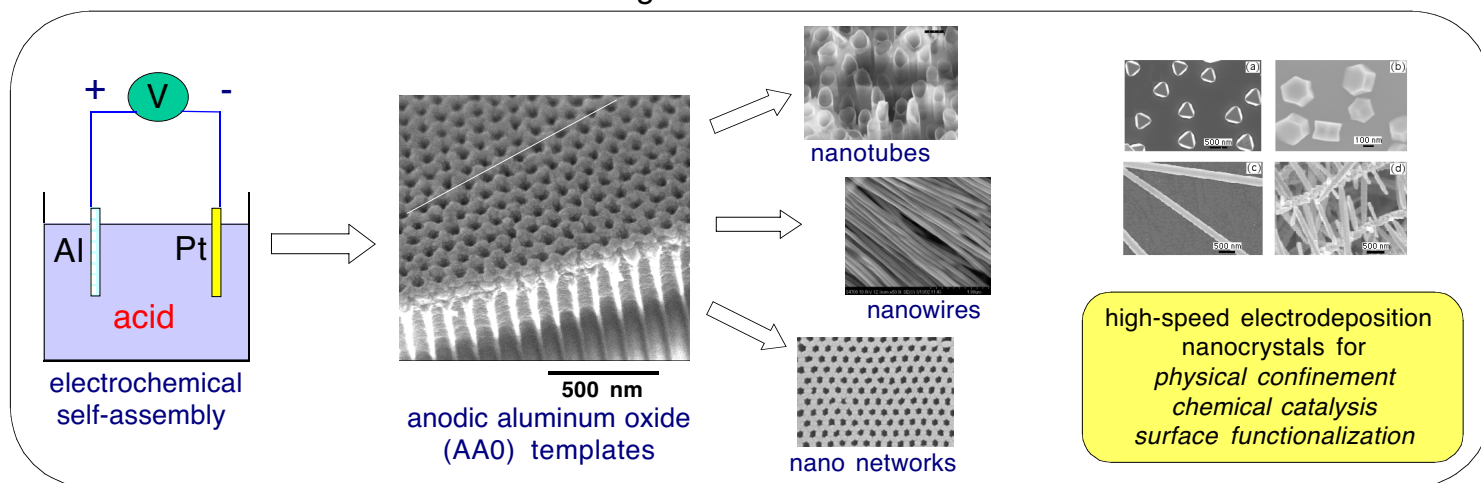 +
V
-
Al
Pt
acid
electrochemical
self-assembly
500 nm
anodic aluminum oxide
(AA0) templates
nanotubes
nanowires
nano networks
(a)
500 nm
(b)
100 nm
(c)
500 nm
(d)
500 nm
high-speed electrodeposition
nanocrystals for
physical confinement
chemical catalysis
surface functionalization